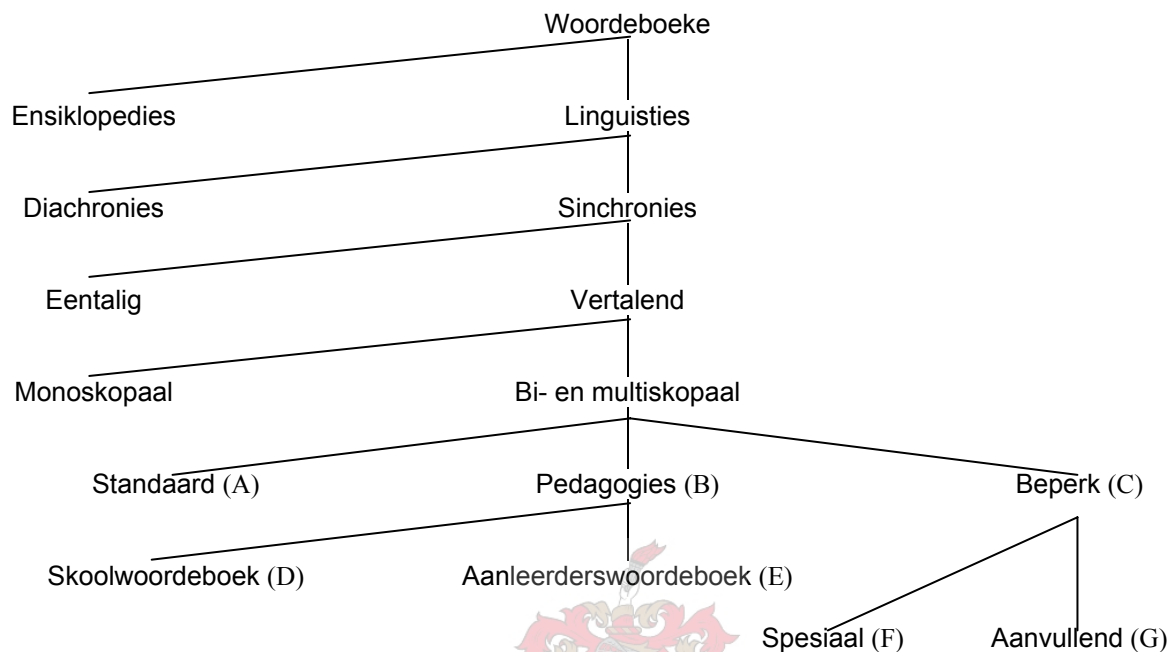 Woordeboeke
Ensiklopedies Linguisties
Diachronies Sinchronies
Eentalig Vertalend
Monoskopaal Bi- en multiskopaal
Standaard (A) Pedagogies (B) Beperk (C)
Skoolwoordeboek (D) Aanleerderswoordeboek (E)
Spesiaal (F) Aanvullend (G)